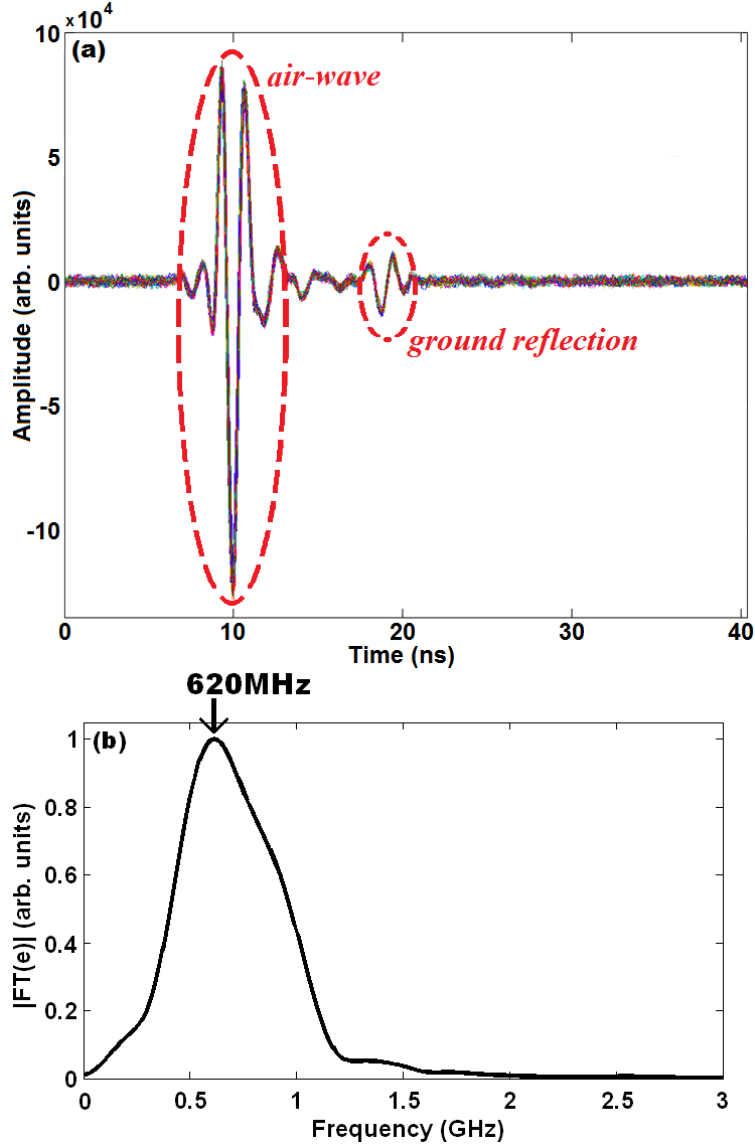 10 ×10⁴
(a)
air-wave
5
0
ground reflection
-5
-10
Amplitude (arb. units)
0 10 20 30 40
Time (ns)
620MHz
(b)
1
0.8
0.6
0.4
0.2
0
|FT(e)| (arb. units)
0 0.5 1 1.5 2 2.5 3
Frequency (GHz)